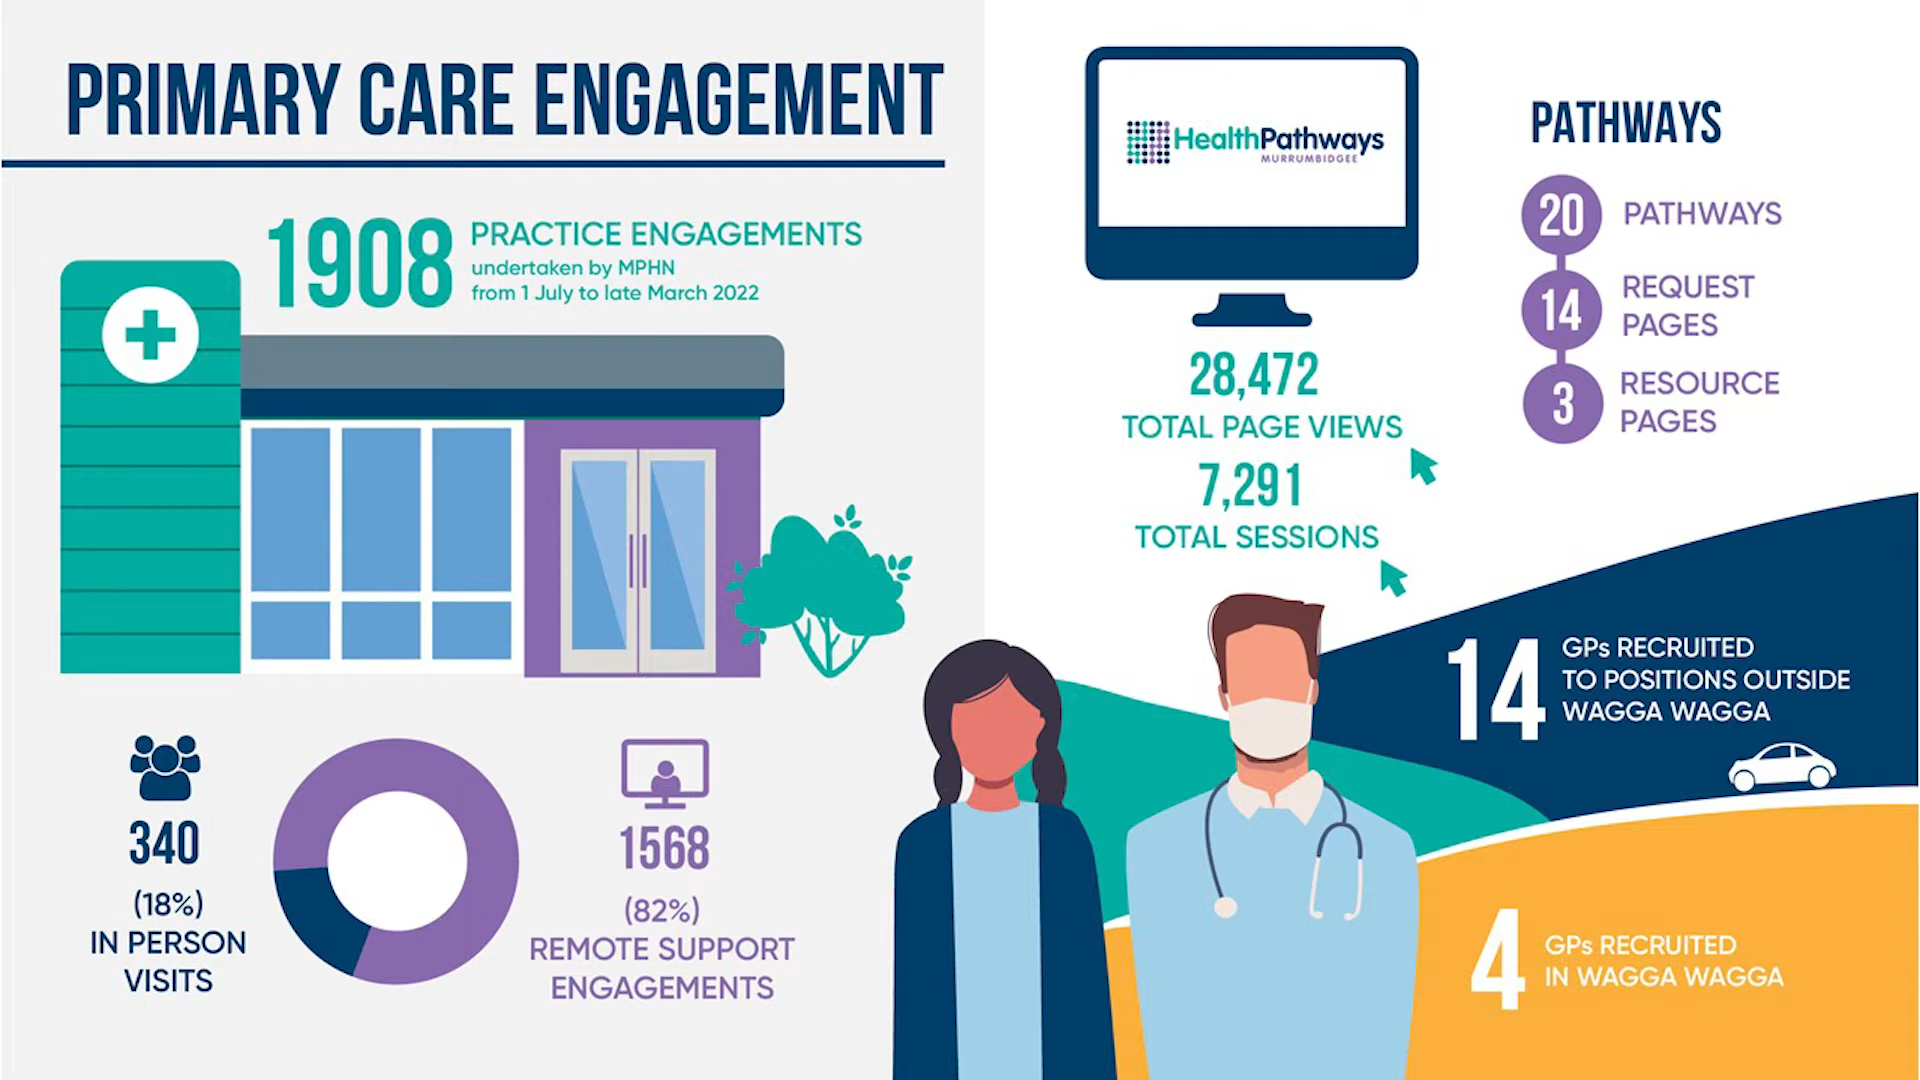 PRIMARY CARE ENGAGEMENT
1908
PRACTICE ENGAGEMENTS
undertaken by MPHN
from 1 July to late March 2022
340
(18%)
IN PERSON
VISITS
1568
(82%)
REMOTE SUPPORT
ENGAGEMENTS
HealthPathways
MURRUMBIDGEE
28,472
TOTAL PAGE VIEWS
7,291
TOTAL SESSIONS
PATHWAYS
20
PATHWAYS
14
REQUEST
PAGES
3
RESOURCE
PAGES
14
GPs RECRUITED
TO POSITIONS OUTSIDE
WAGGA WAGGA
4
GPs RECRUITED
IN WAGGA WAGGA